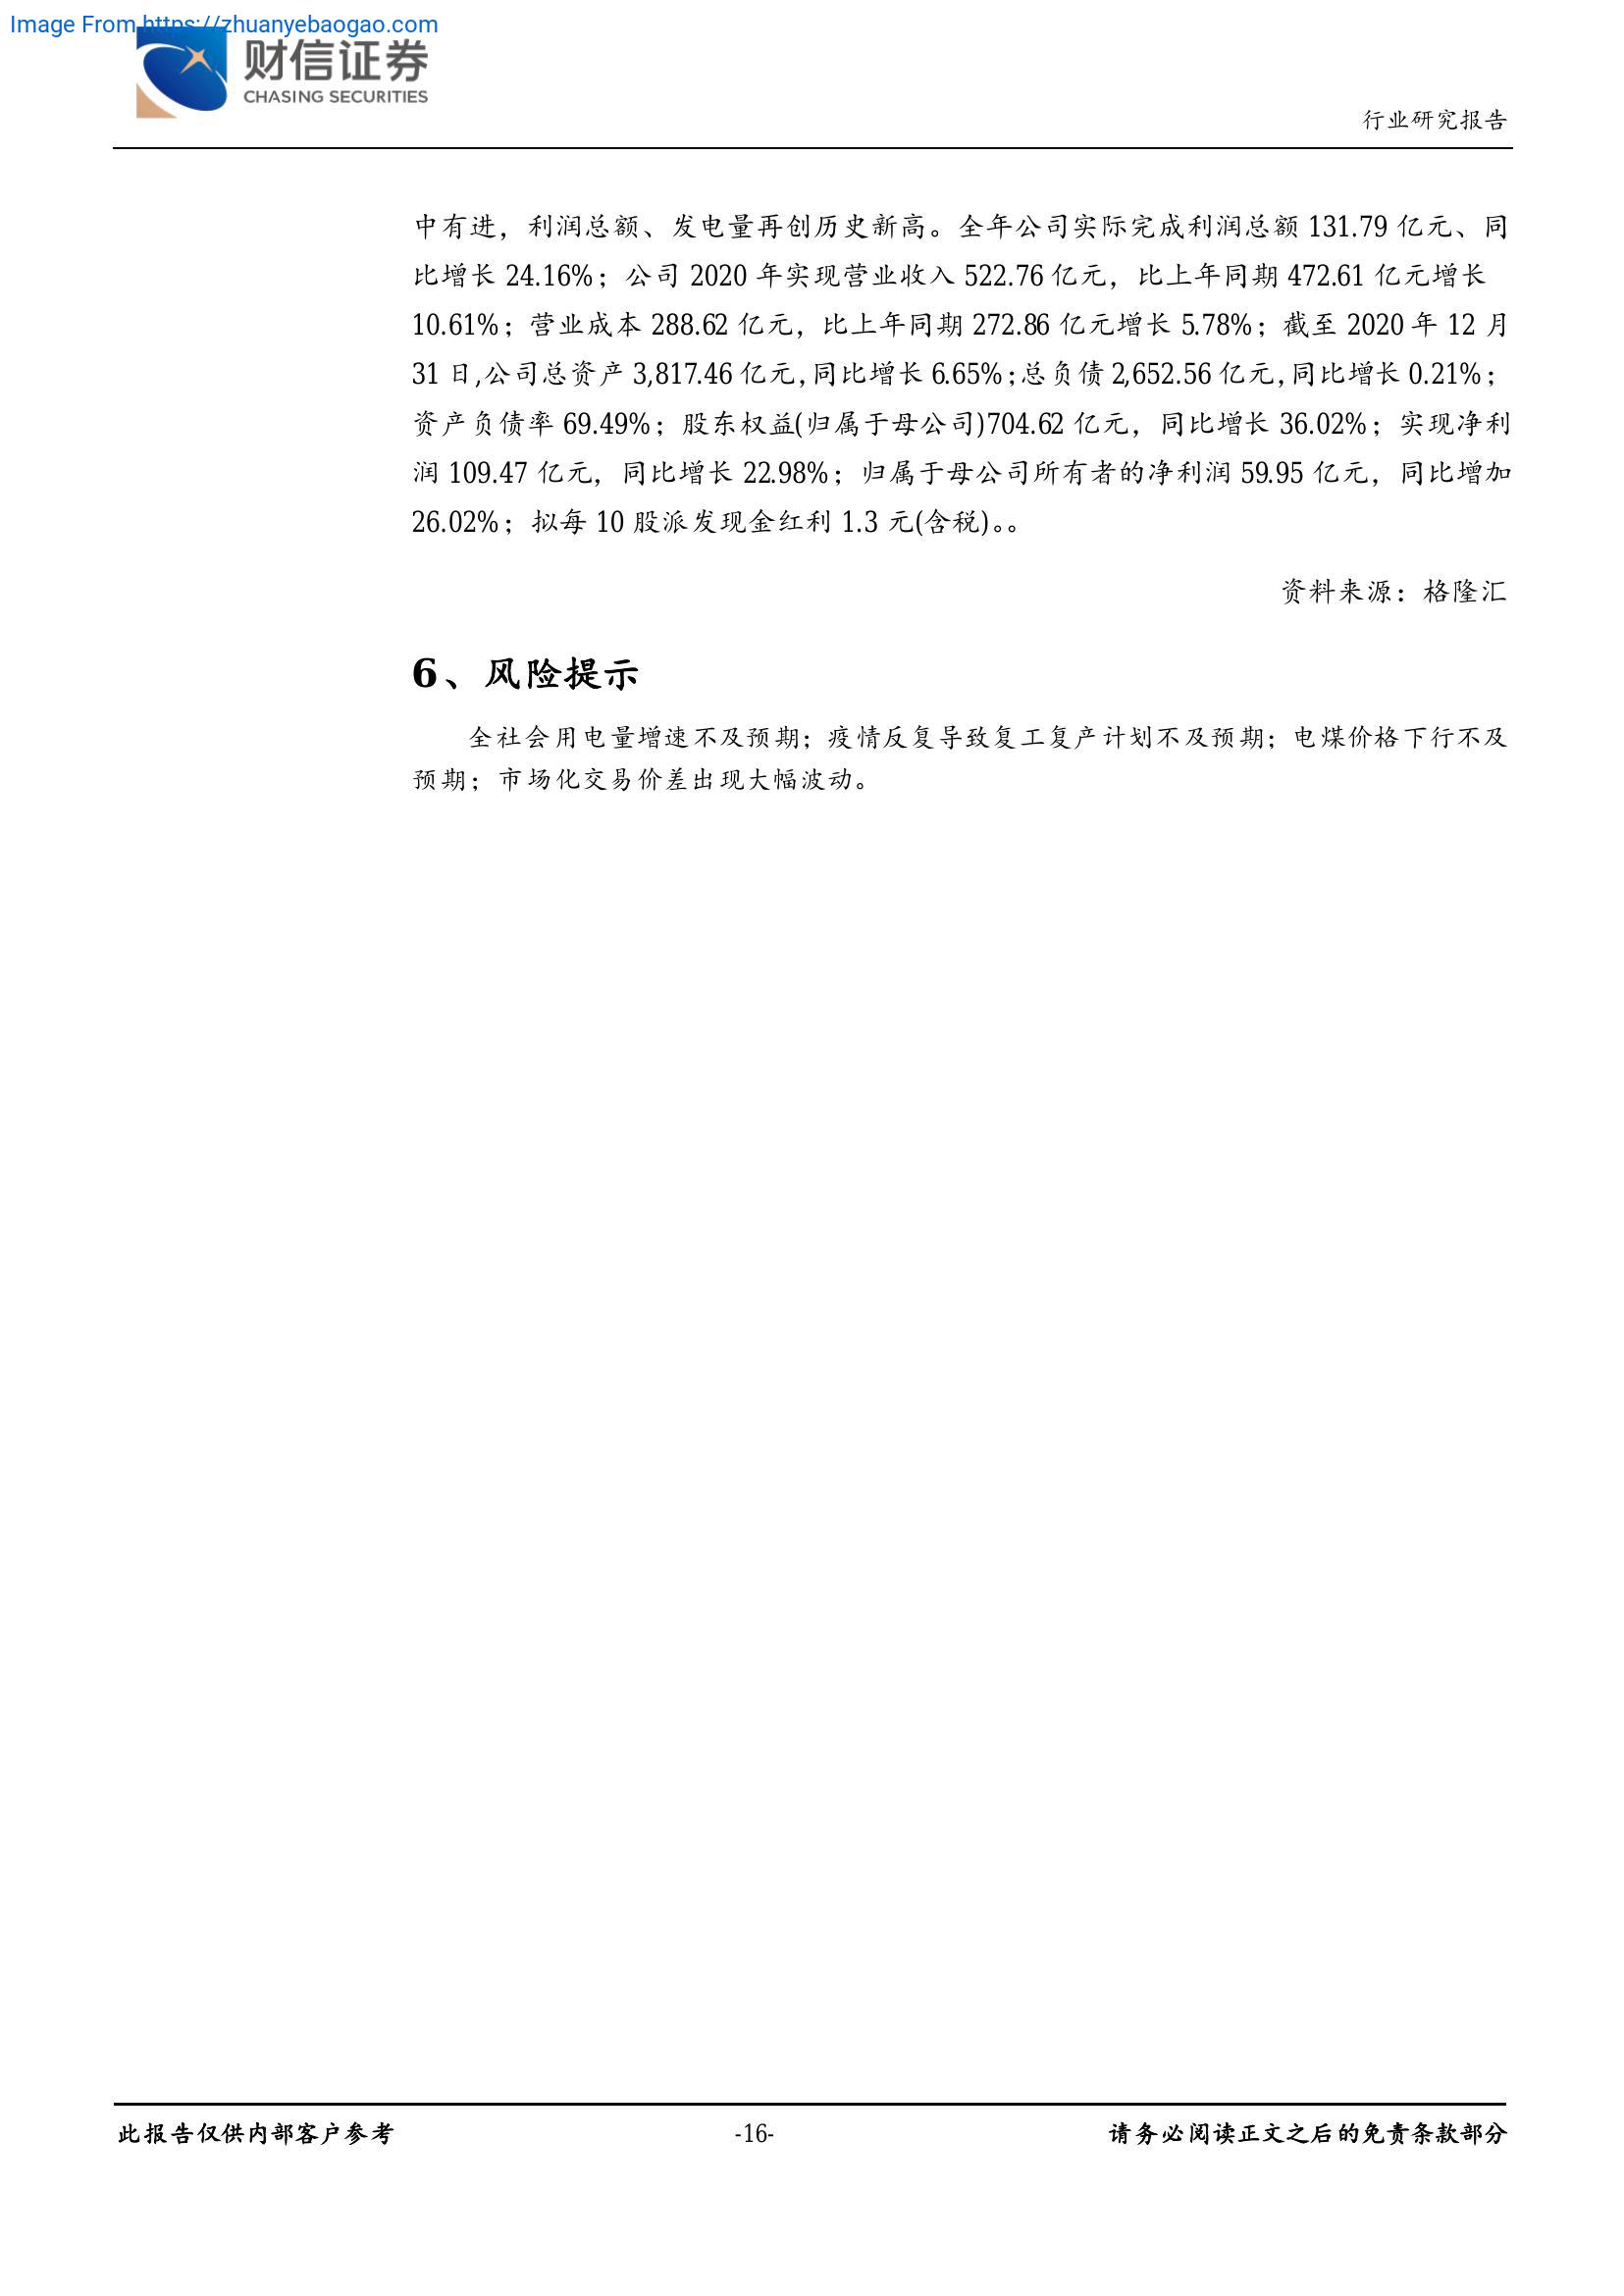 Image From https://zhuanyebaogao.com
财信证券
CHASING SECURITIES
行业研究报告
中有进，利润总额、发电量再创历史新高。全年公司实际完成利润总额 131.79 亿元、同
比增长 24.16%；公司 2020 年实现营业收入 522.76 亿元，比上年同期 472.61 亿元增长
10.61%；营业成本 288.62 亿元，比上年同期 272.86 亿元增长 5.78%；截至 2020 年 12 月
31 日,公司总资产 3,817.46 亿元,同比增长 6.65%;总负债 2,652.56 亿元,同比增长 0.21%；
资产负债率 69.49%；股东权益(归属于母公司)704.62 亿元，同比增长 36.02%；实现净利
润 109.47 亿元，同比增长 22.98%；归属于母公司所有者的净利润 59.95 亿元，同比增加
26.02%；拟每 10 股派发现金红利 1.3 元(含税)。。
资料来源：格隆汇
6、风险提示
全社会用电量增速不及预期；疫情反复导致复工复产计划不及预期；电煤价格下行不及
预期；市场化交易价差出现大幅波动。
此报告仅供内部客户参考
-16-
请务必阅读正文之后的免责条款部分